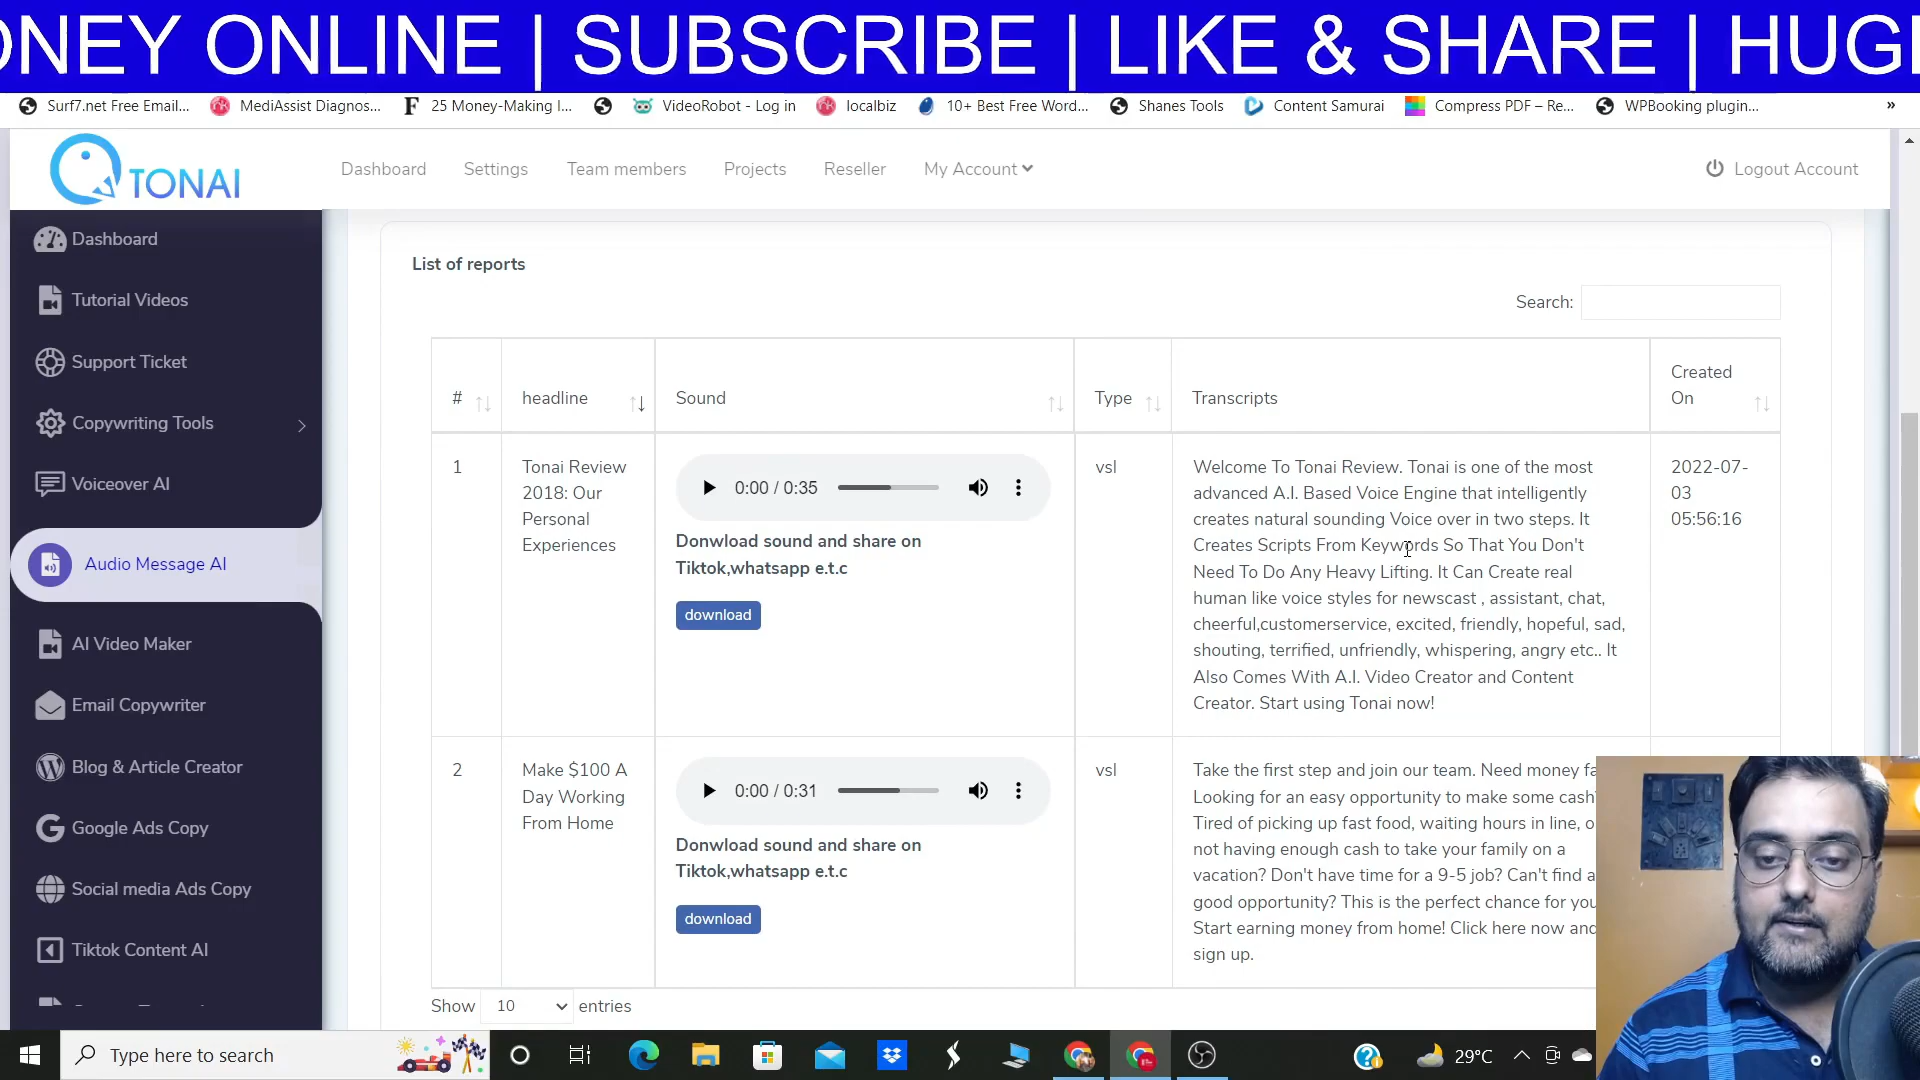 ONEY ONLINE | SUBSCRIBE | LIKE & SHARE | HUG
Surf7.net Free Email...
MediAssist Diagnos...
25 Money-Making I...
VideoRobot - Log in
localbiz
10+ Best Free Word...
Shanes Tools
Content Samurai
Compress PDF – Re...
WPBooking plugin...
»
TONAI
Dashboard
Settings
Team members
Projects
Reseller
My Account
Logout Account
Dashboard
Tutorial Videos
Support Ticket
Copywriting Tools
Voiceover AI
Audio Message AI
AI Video Maker
Email Copywriter
Blog & Article Creator
Google Ads Copy
Social media Ads Copy
Tiktok Content AI
List of reports
Search:
#
headline
Sound
Type
Transcripts
Created
On
1
Tonai Review
2018: Our
Personal
Experiences
0:00 / 0:35
Donwload sound and share on
Tiktok,whatsapp e.t.c
download
vsl
Welcome To Tonai Review. Tonai is one of the most
advanced A.I. Based Voice Engine that intelligently
creates natural sounding Voice over in two steps. It
Creates Scripts From Keywords So That You Don't
Need To Do Any Heavy Lifting. It Can Create real
human like voice styles for newscast , assistant, chat,
cheerful,customerservice, excited, friendly, hopeful, sad,
shouting, terrified, unfriendly, whispering, angry etc.. It
Also Comes With A.I. Video Creator and Content
Creator. Start using Tonai now!
2022-07-
03
05:56:16
2
Make $100 A
Day Working
From Home
0:00 / 0:31
Donwload sound and share on
Tiktok,whatsapp e.t.c
download
vsl
Take the first step and join our team. Need money fa
Looking for an easy opportunity to make some cash
Tired of picking up fast food, waiting hours in line, o
not having enough cash to take your family on a
vacation? Don't have time for a 9-5 job? Can't find a
good opportunity? This is the perfect chance for you
Start earning money from home! Click here now and
sign up.
Show 10 entries
Type here to search
29°C